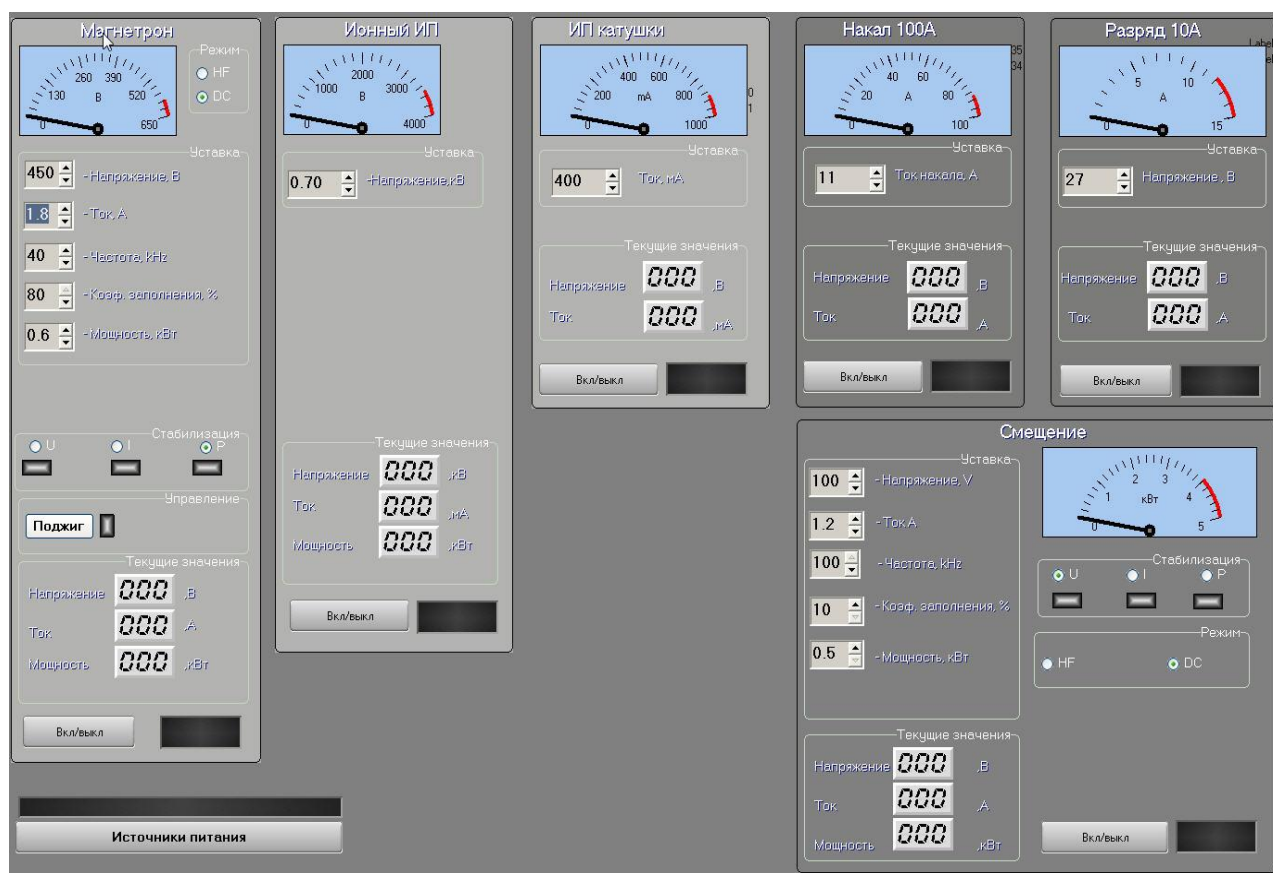 Магнетрон
Режим
HF
DC
0 130 260 390 520 650
В
Уставка
450 -Напряжение, В
1.8 -Ток, А
40 -Частота, kHz
80 -Коэф. заполнения, %
0.6 -Мощность, кВт
Стабилизация
U I P
Управление
Поджиг
Текущие значения
Напряжение 000 ,В
Ток 000 ,А
Мощность 000 ,кВт
Вкл/выкл
Источники питания
Ионный ИП
0 1000 2000 3000 4000
В
Уставка
0.70 -Напряжение,кВ
Текущие значения
Напряжение 000 ,кВ
Ток 000 ,мА
Мощность 000 ,кВт
Вкл/выкл
ИП катушки
0 200 400 600 800 1000
mA
0
1
Уставка
400 Ток, мА
Текущие значения
Напряжение 000 ,В
Ток 000 ,мА
Вкл/выкл
Накал 100А
0 20 40 60 80 100
А
35
34
Уставка
11 Ток накала, А
Текущие значения
Напряжение 000 ,В
Ток 000 ,А
Вкл/выкл
Разряд 10А
Label
0 5 10 15
А
Уставка
27 Напряжение , В
Текущие значения
Напряжение 000 ,В
Ток 000 ,А
Вкл/выкл
Смещение
Уставка
100 -Напряжение, V
1.2 -Ток А
100 -Частота, kHz
10 -Коэф. заполнения, %
0.5 -Мощность, кВт
0 1 2 3 4 5
кВт
Стабилизация
U I P
Режим
HF DC
Текущие значения
Напряжение 000 ,В
Ток 000 ,А
Мощность 000 ,кВт
Вкл/выкл